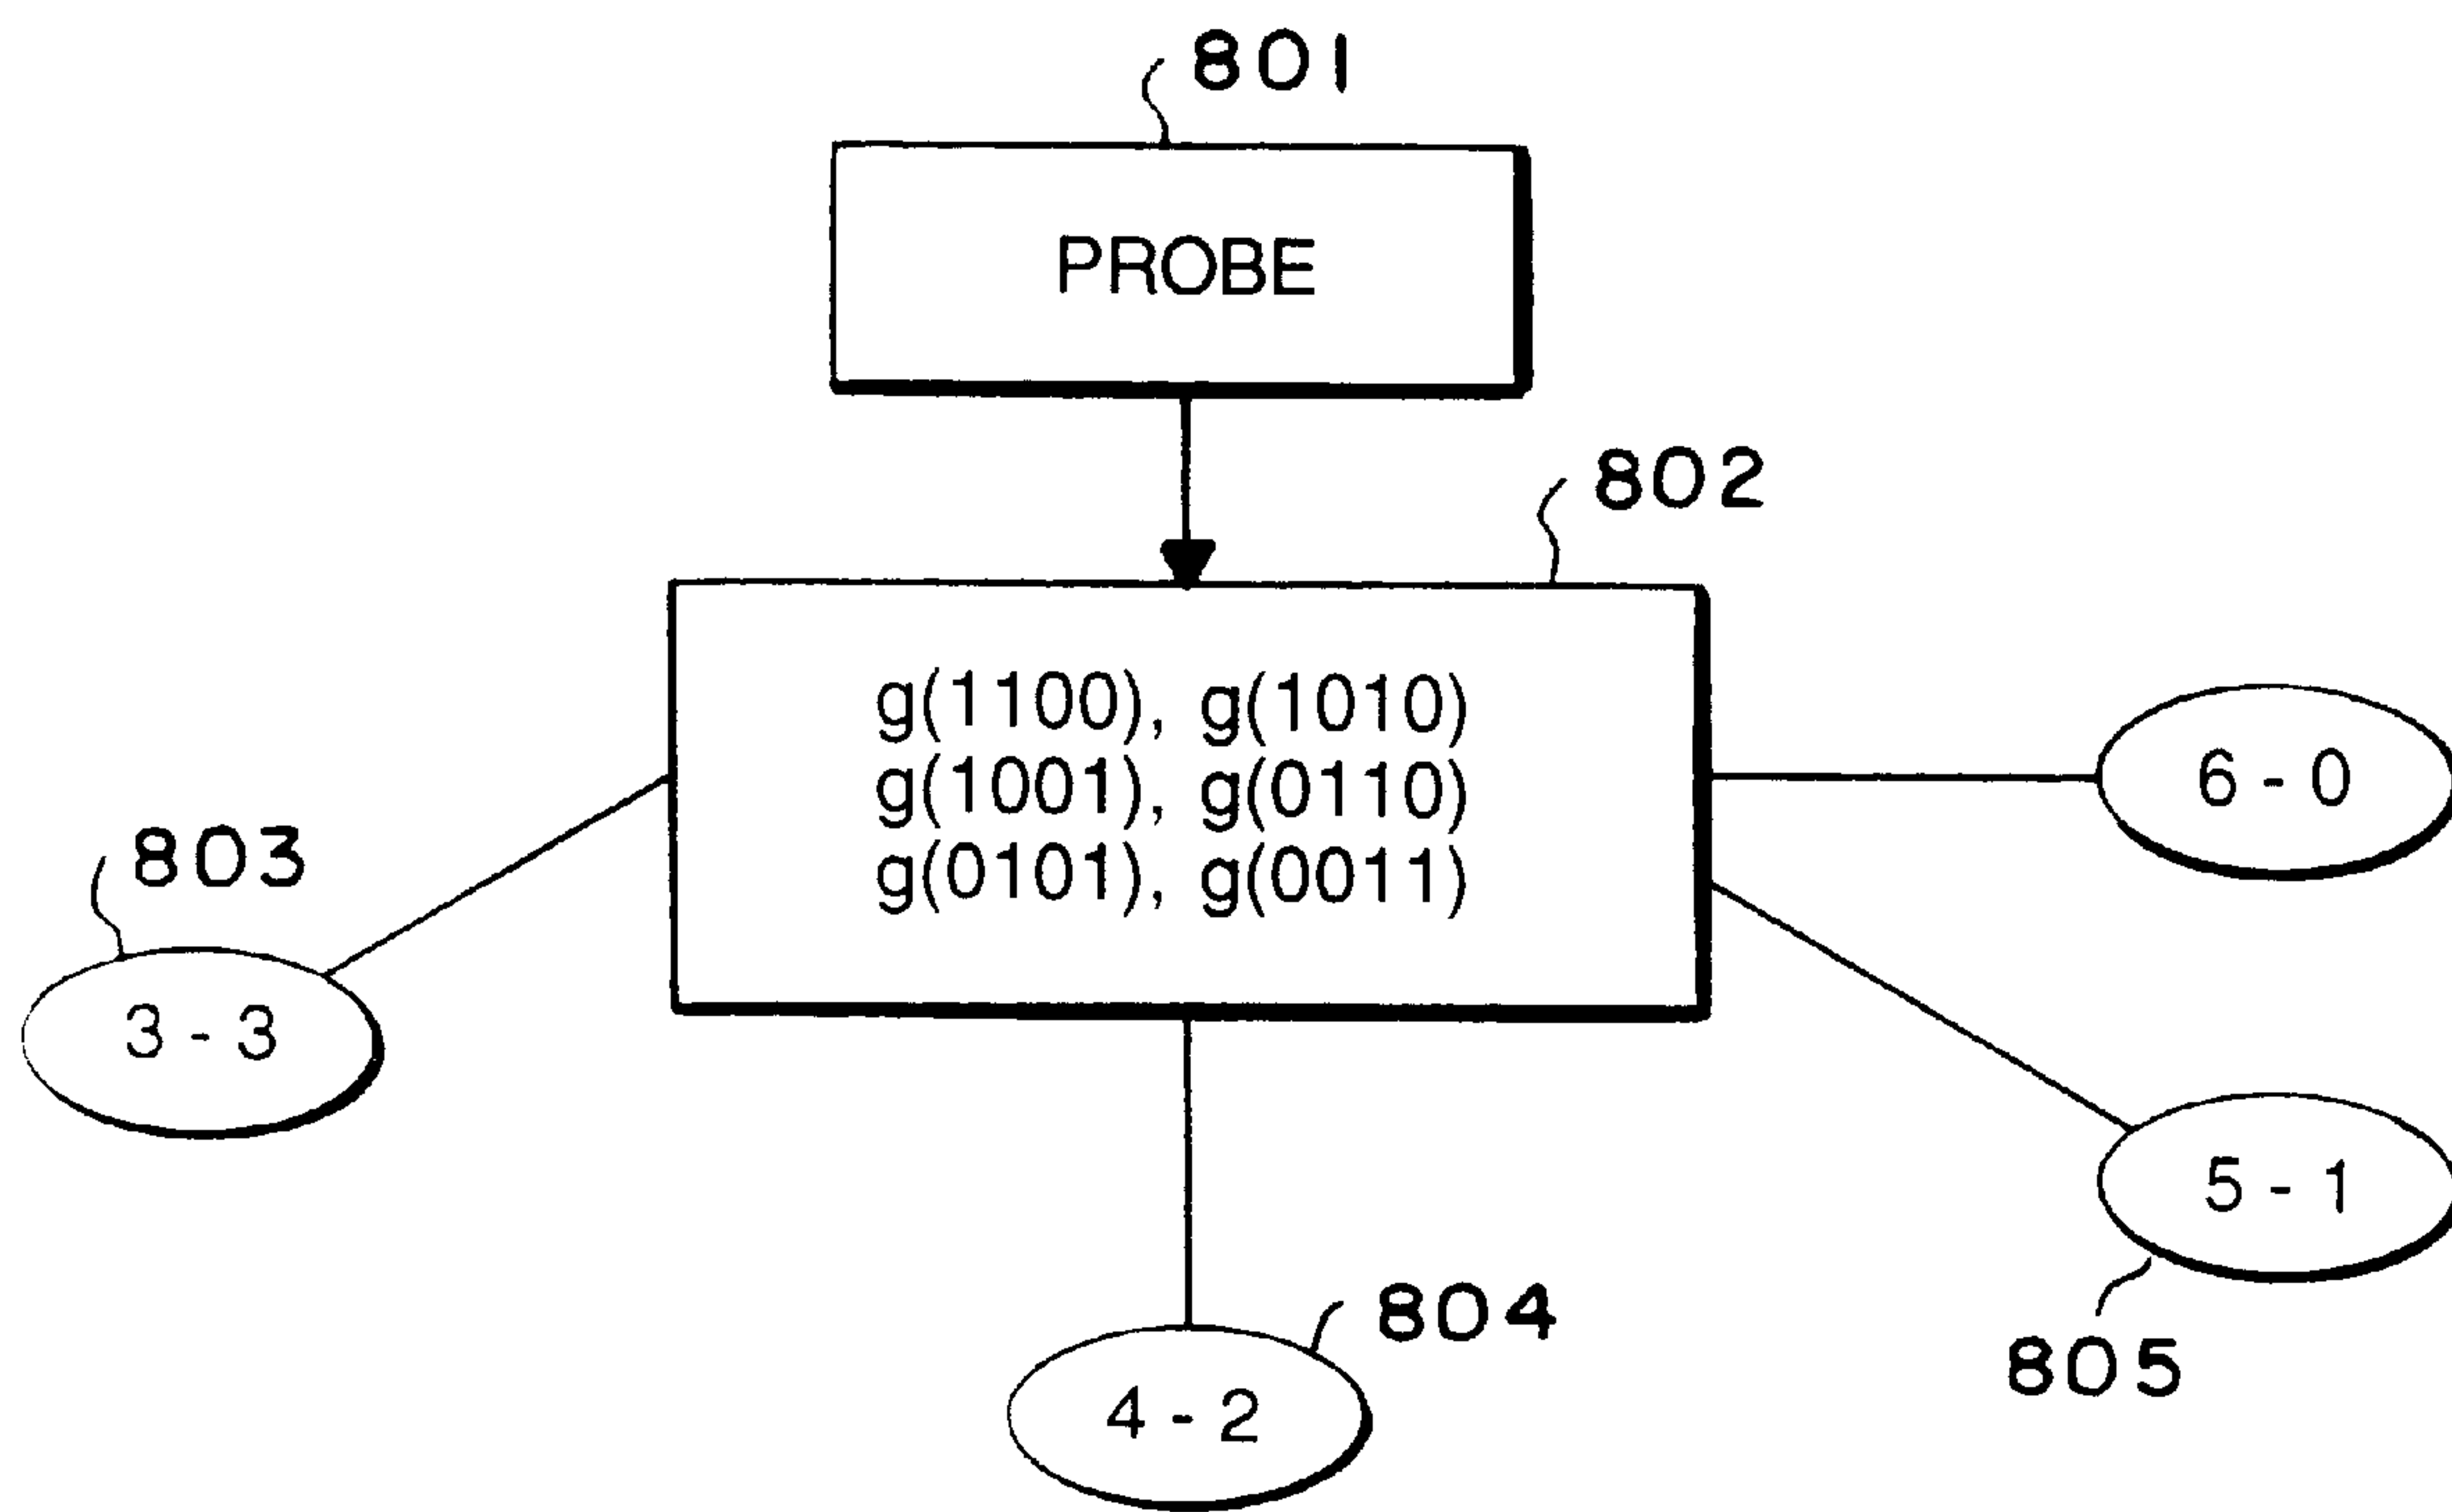 801
PROBE
802
g(1100), g(1010)
g(1001), g(0110)
g(0101), g(0011)
6 - 0
803
3 - 3
5 - 1
804
805
4 - 2